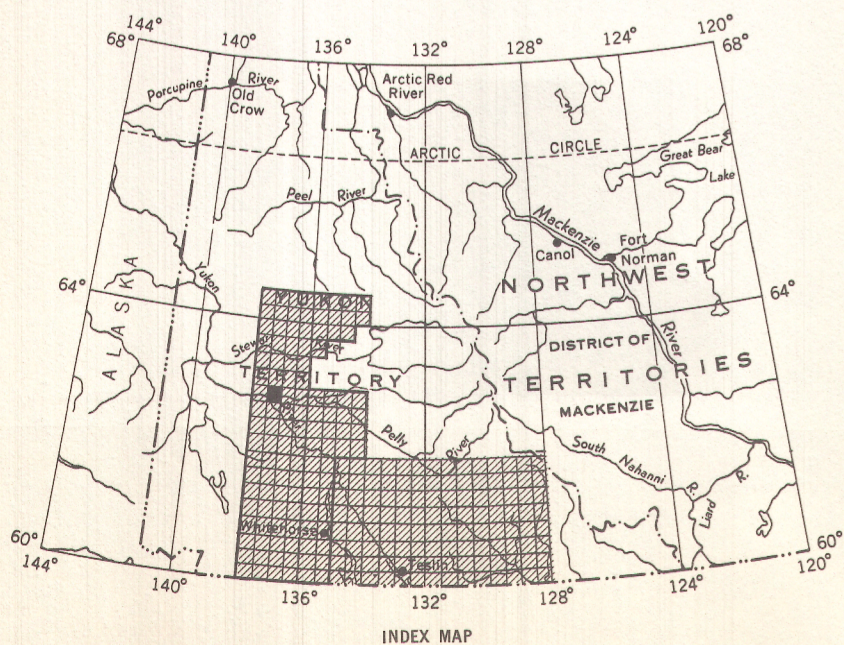 144°
68°
140°
136°
132°
128°
124°
120°
68°
Porcupine River
Old
Crow
Arctic Red
River
ARCTIC CIRCLE
Great Bear
Lake
Peel River
Mackenzie
Canol
Fort
Norman
NORTHWEST
64°
Yukon
ALASKA
YUKON
64°
Stewart River
DISTRICT OF
TERRITORY
TERRITORIES
MACKENZIE
River
Pelly
River
South Nahanni
R.
Liard
R.
Whitehorse
Teslin
60°
144°
140°
136°
132°
128°
124°
60°
120°
INDEX MAP